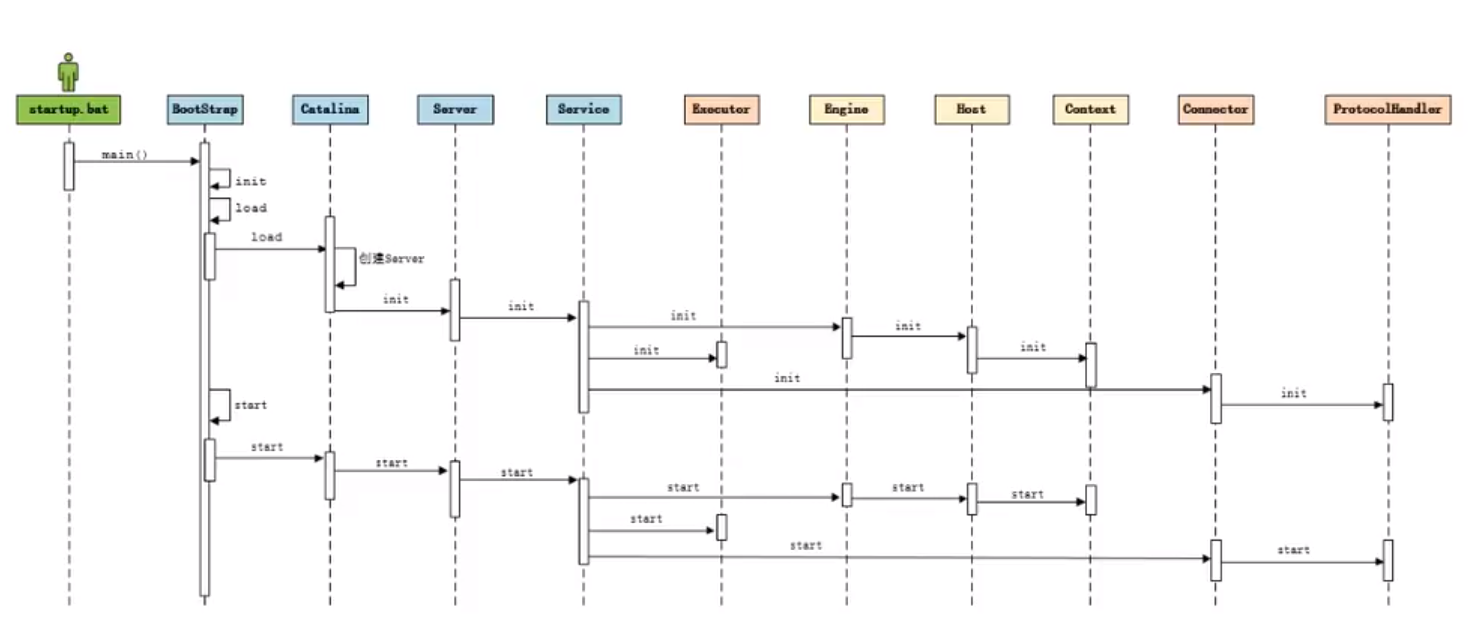 startup.bat BootStrap Catalina Server Service Executor Engine Host Context Connector ProtocolHandler
main()
init
load
load
创建Server
init
init
init
init
init
init
init
init
start
start
start
start
start
start
start
start
start
start